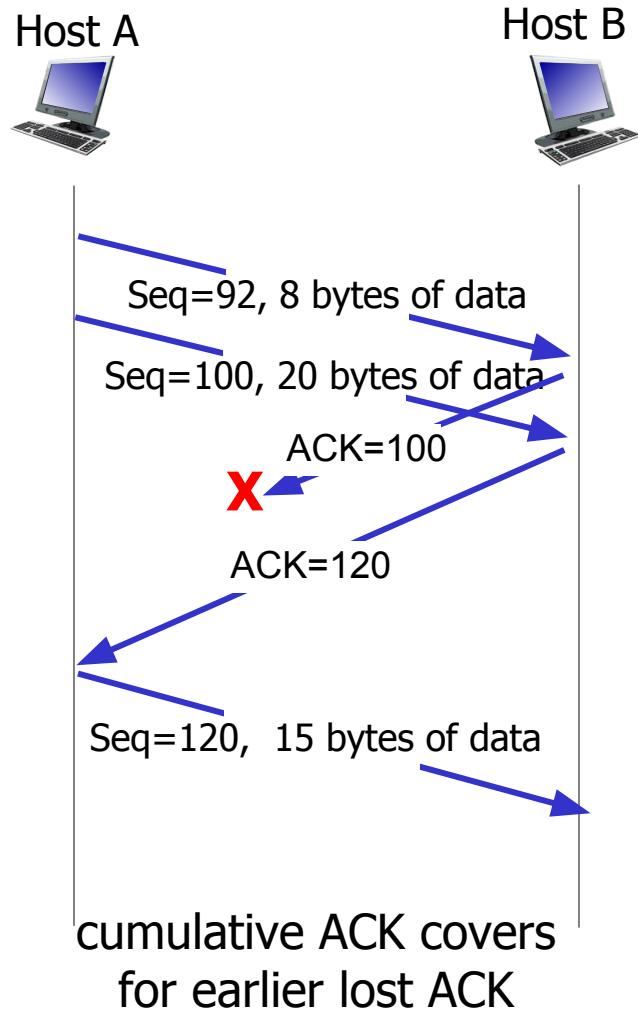 Host A
Host B
Seq=92, 8 bytes of data
Seq=100, 20 bytes of data
ACK=100
X
ACK=120
Seq=120, 15 bytes of data
cumulative ACK covers
for earlier lost ACK